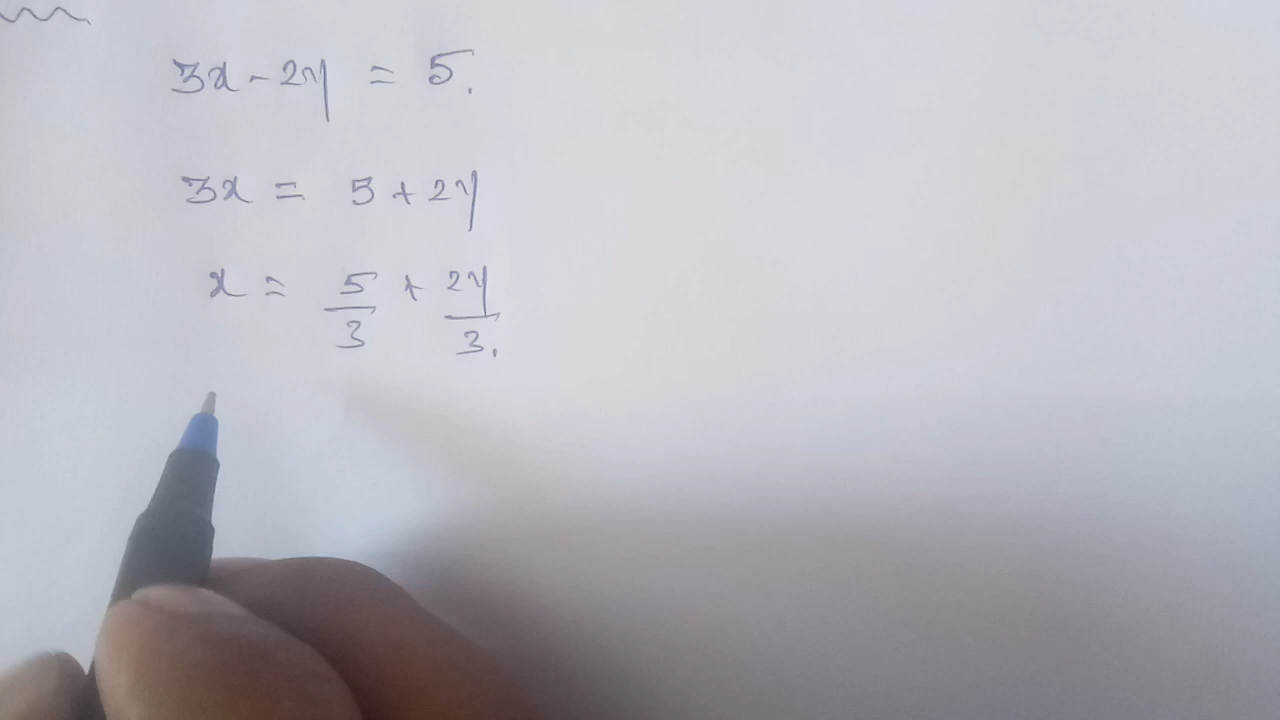 3x - 2y = 5.
3x = 5 + 2y
x = 5/3 + 2y/3.